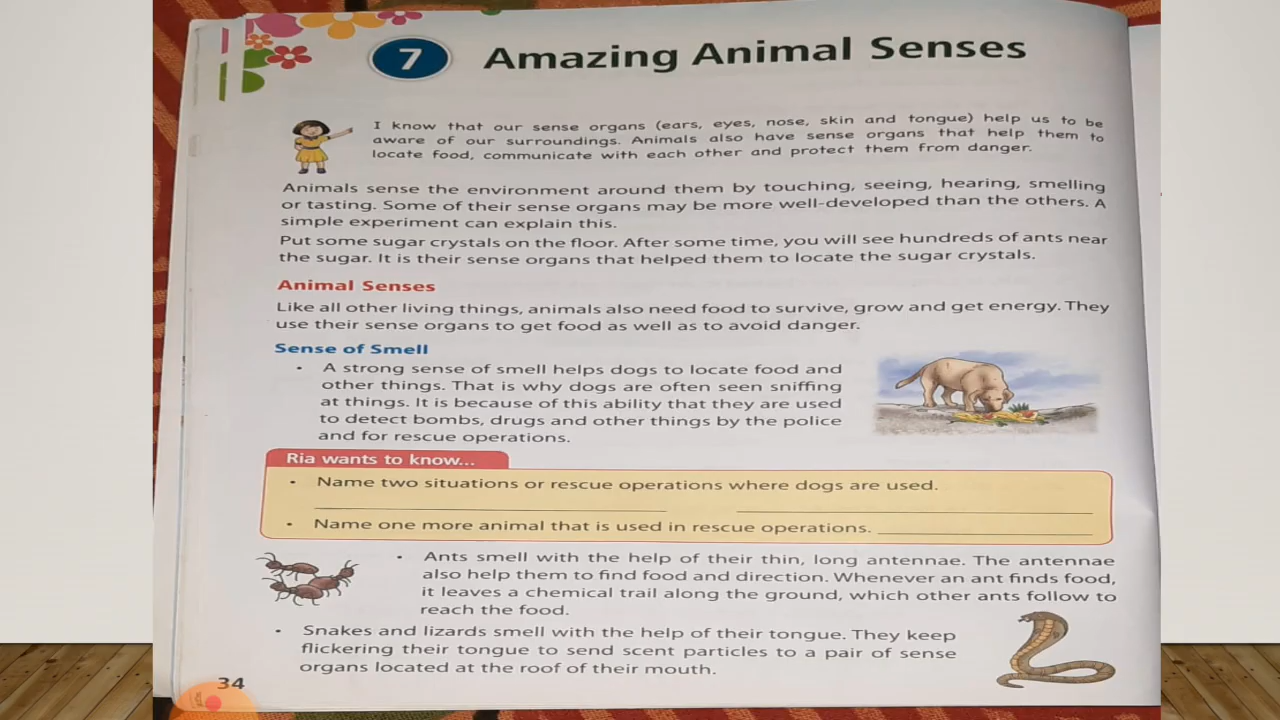 7 Amazing Animal Senses
I know that our sense organs (ears, eyes, nose, skin and tongue) help us to be
aware of our surroundings. Animals also have sense organs that help them to
locate food, communicate with each other and protect them from danger.
Animals sense the environment around them by touching, seeing, hearing, smelling
or tasting. Some of their sense organs may be more well-developed than the others. A
simple experiment can explain this.
Put some sugar crystals on the floor. After some time, you will see hundreds of ants near
the sugar. It is their sense organs that helped them to locate the sugar crystals.
Animal Senses
Like all other living things, animals also need food to survive, grow and get energy. They
use their sense organs to get food as well as to avoid danger.
Sense of Smell
• A strong sense of smell helps dogs to locate food and
other things. That is why dogs are often seen sniffing
at things. It is because of this ability that they are used
to detect bombs, drugs and other things by the police
and for rescue operations.
Ria wants to know...
• Name two situations or rescue operations where dogs are used.
• Name one more animal that is used in rescue operations.
• Ants smell with the help of their thin, long antennae. The antennae
also help them to find food and direction. Whenever an ant finds food,
it leaves a chemical trail along the ground, which other ants follow to
reach the food.
• Snakes and lizards smell with the help of their tongue. They keep
flickering their tongue to send scent particles to a pair of sense
organs located at the roof of their mouth.
34